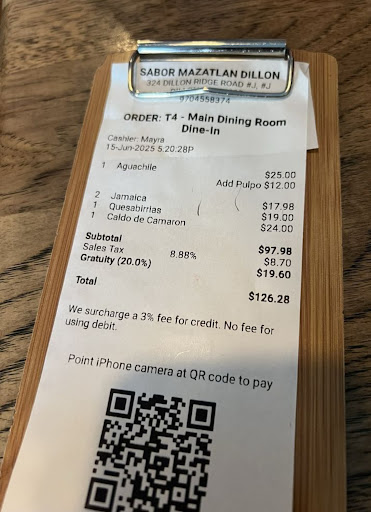 SABOR MAZATLAN DILLON
324 DILLON RIDGE ROAD #J, #J
9704558374
ORDER: T4 - Main Dining Room
Dine-In
Cashier: Mayra
15-Jun-2025 5:20:28P
1 Aguachile $25.00
Add Pulpo $12.00
2 Jamaica $17.98
1 Quesabirrias $19.00
1 Caldo de Camaron $24.00
Subtotal $97.98
Sales Tax 8.88% $8.70
Gratuity (20.0%) $19.60
Total $126.28
We surcharge a 3% fee for credit. No fee for
using debit.
Point iPhone camera at QR code to pay